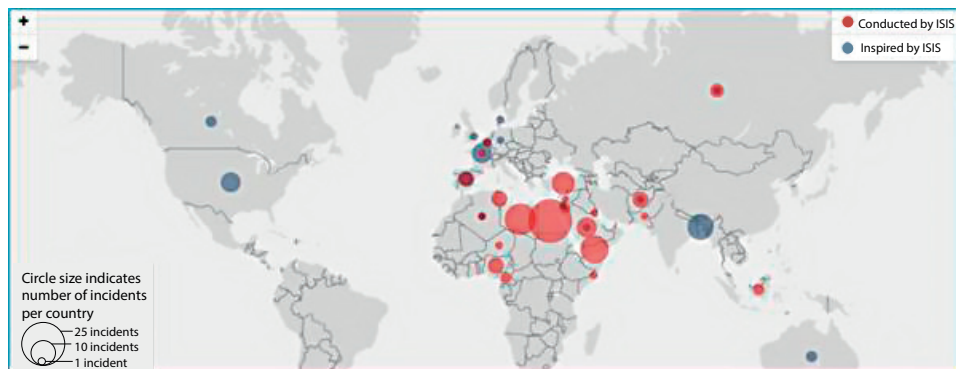 +
−
Conducted by ISIS
Inspired by ISIS
Circle size indicates
number of incidents
per country
25 incidents
10 incidents
1 incident